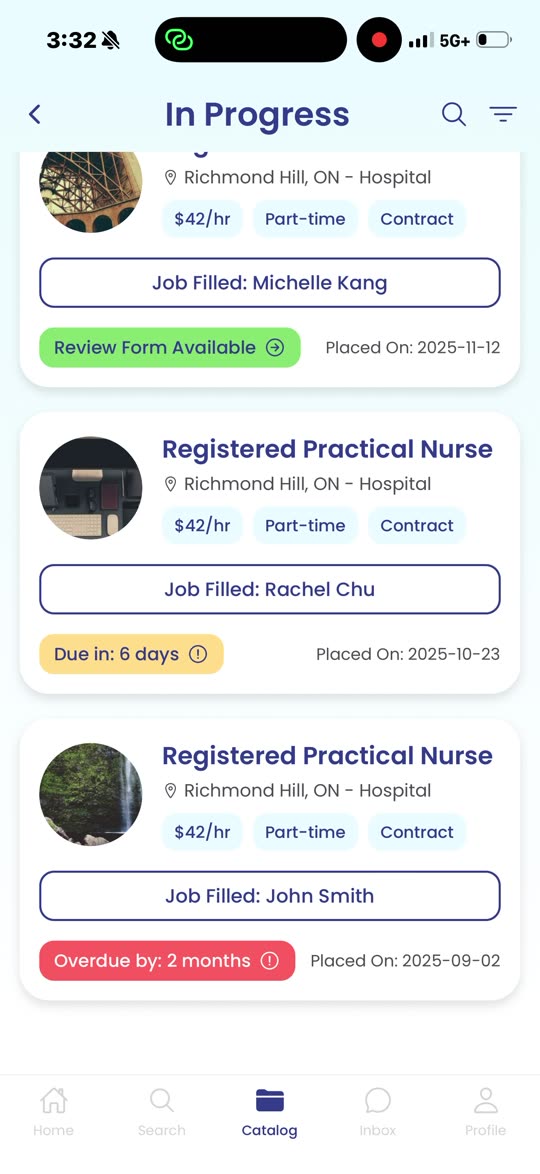 3:32
5G+
In Progress
Richmond Hill, ON - Hospital
$42/hr Part-time Contract
Job Filled: Michelle Kang
Review Form Available Placed On: 2025-11-12
Registered Practical Nurse
Richmond Hill, ON - Hospital
$42/hr Part-time Contract
Job Filled: Rachel Chu
Due in: 6 days Placed On: 2025-10-23
Registered Practical Nurse
Richmond Hill, ON - Hospital
$42/hr Part-time Contract
Job Filled: John Smith
Overdue by: 2 months Placed On: 2025-09-02
Home Search Catalog Inbox Profile